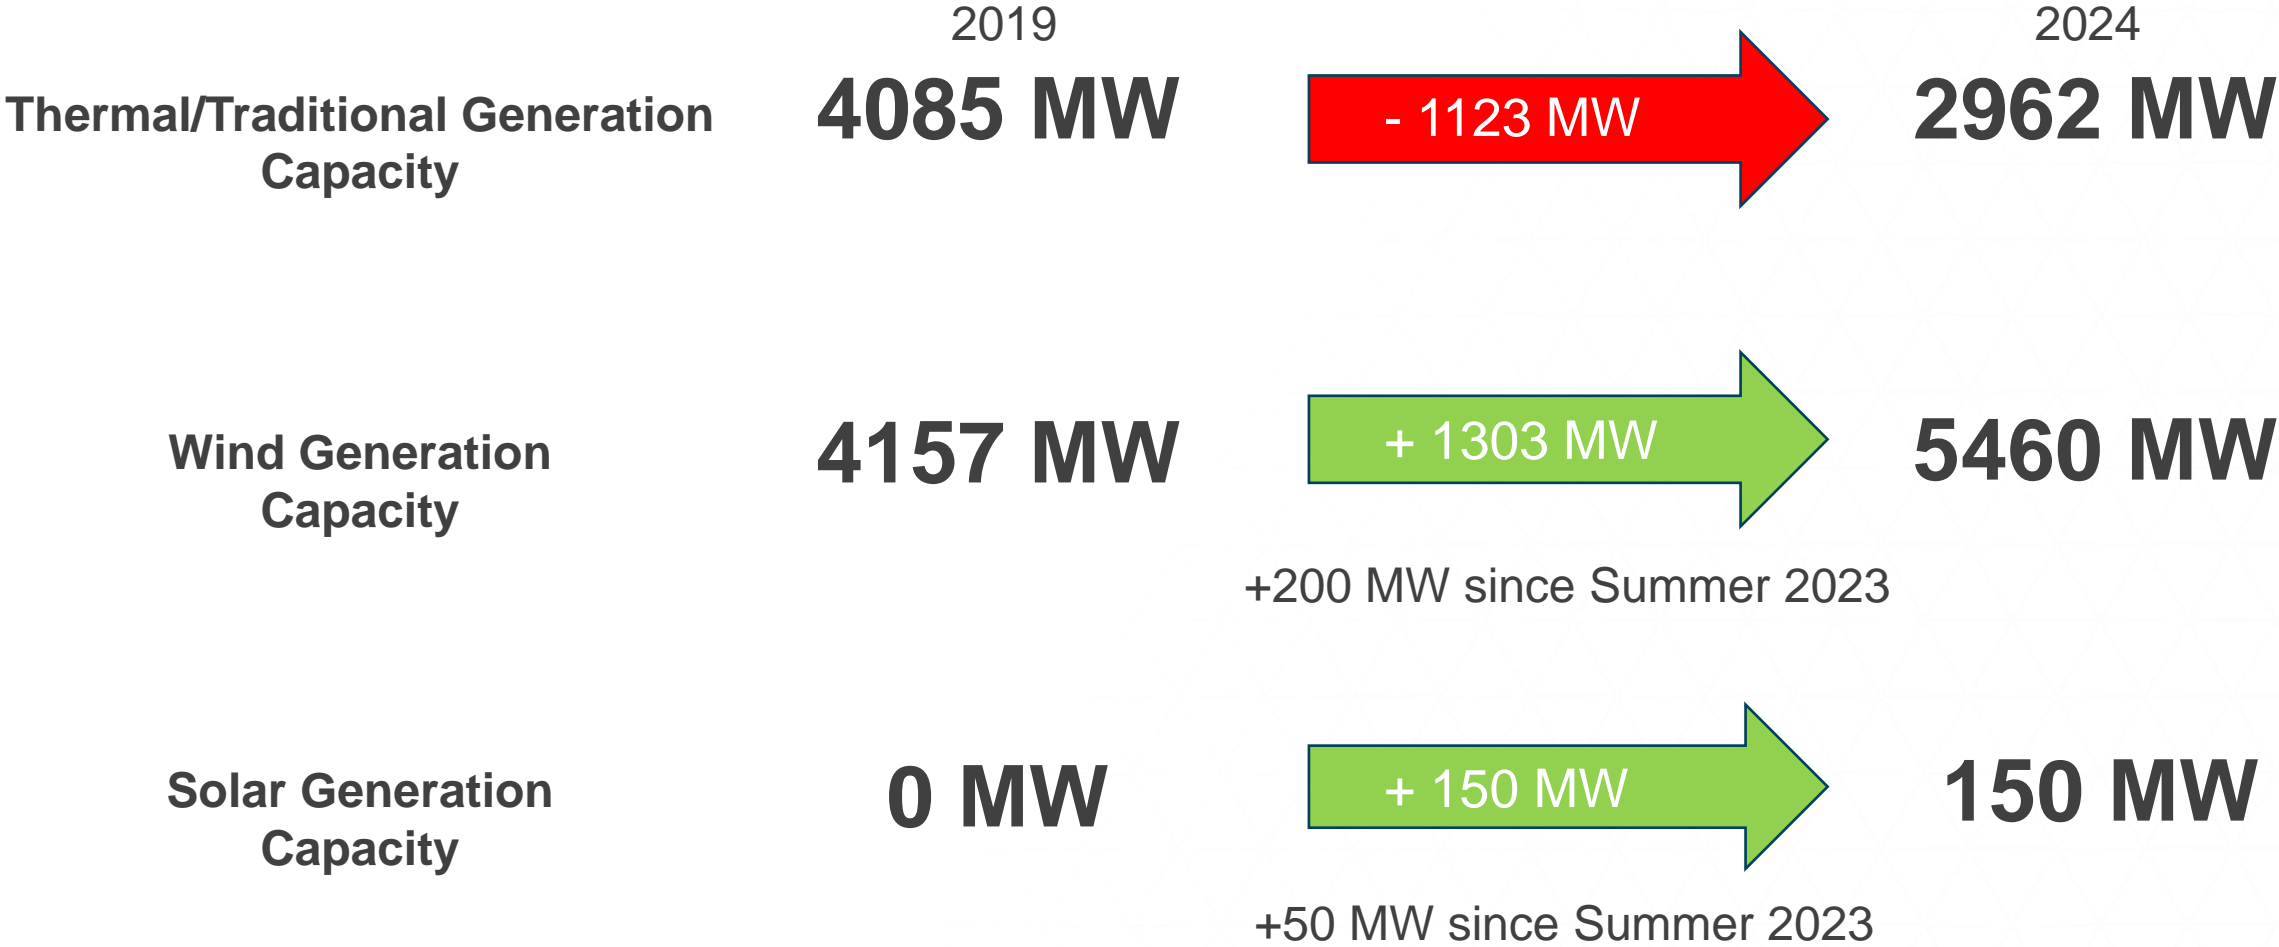 2019
2024
Thermal/Traditional Generation
Capacity
4085 MW
- 1123 MW
2962 MW
Wind Generation
Capacity
4157 MW
+ 1303 MW
5460 MW
+200 MW since Summer 2023
Solar Generation
Capacity
0 MW
+ 150 MW
150 MW
+50 MW since Summer 2023